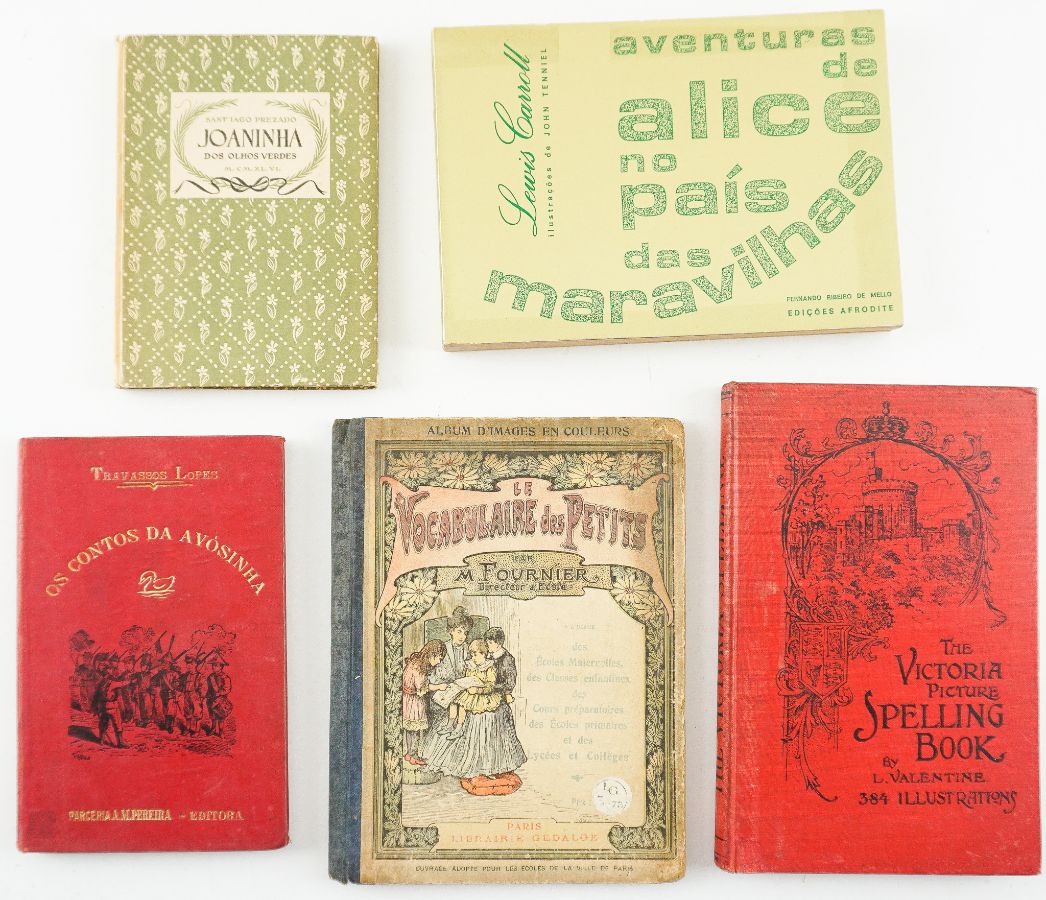 SANT'IAGO PREZADO
JOANINHA
DOS OLHOS VERDES
M.CM.XL.VI.
Lewis Carroll
ilustrações de JOHN TENNIEL
aventuras
de
alice
no
país
das
maravilhas
FERNANDO RIBEIRO DE MELLO
EDIÇÕES AFRODITE
TRAVASSOS LOPES
OS CONTOS DA AVÓSINHA
PARCERIA A.M.PEREIRA - EDITORA
ALBUM D'IMAGES EN COULEURS
LE
VOCABULAIRE des PETITS
PAR
M. FOURNIER
Directeur d'École
des
Écoles Maternelles,
des Classes enfantines,
des
Cours préparatoires
des Écoles primaires
et des
Lycées et Collèges
PARIS
LIBRAIRIE GEDALGE
OUVRAGE ADOPTÉ POUR LES ÉCOLES DE LA VILLE DE PARIS
THE
VICTORIA
PICTURE
SPELLING
BOOK
BY
L. VALENTINE
384 ILLUSTRATIONS